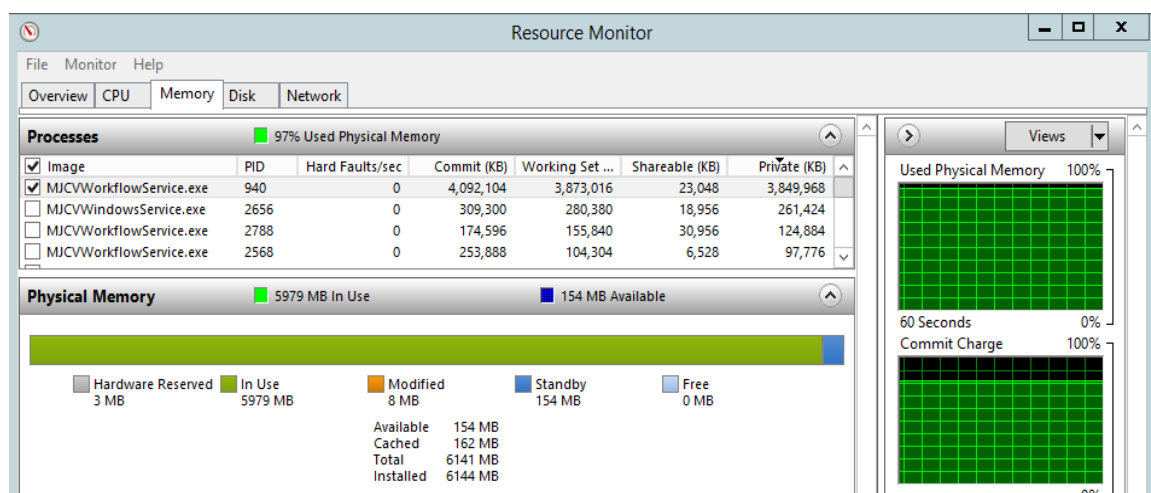 Resource Monitor
File Monitor Help
Overview CPU Memory Disk Network
Processes 97% Used Physical Memory
Image PID Hard Faults/sec Commit (KB) Working Set ... Shareable (KB) Private (KB)
MJCVWorkflowService.exe 940 0 4,092,104 3,873,016 23,048 3,849,968
MJCVWindowsService.exe 2656 0 309,300 280,380 18,956 261,424
MJCVWorkflowService.exe 2788 0 174,596 155,840 30,956 124,884
MJCVWorkflowService.exe 2568 0 253,888 104,304 6,528 97,776
Physical Memory 5979 MB In Use 154 MB Available
Hardware Reserved In Use Modified Standby Free
3 MB 5979 MB 8 MB 154 MB 0 MB
Available 154 MB
Cached 162 MB
Total 6141 MB
Installed 6144 MB
Views
Used Physical Memory 100%
60 Seconds 0%
Commit Charge 100%